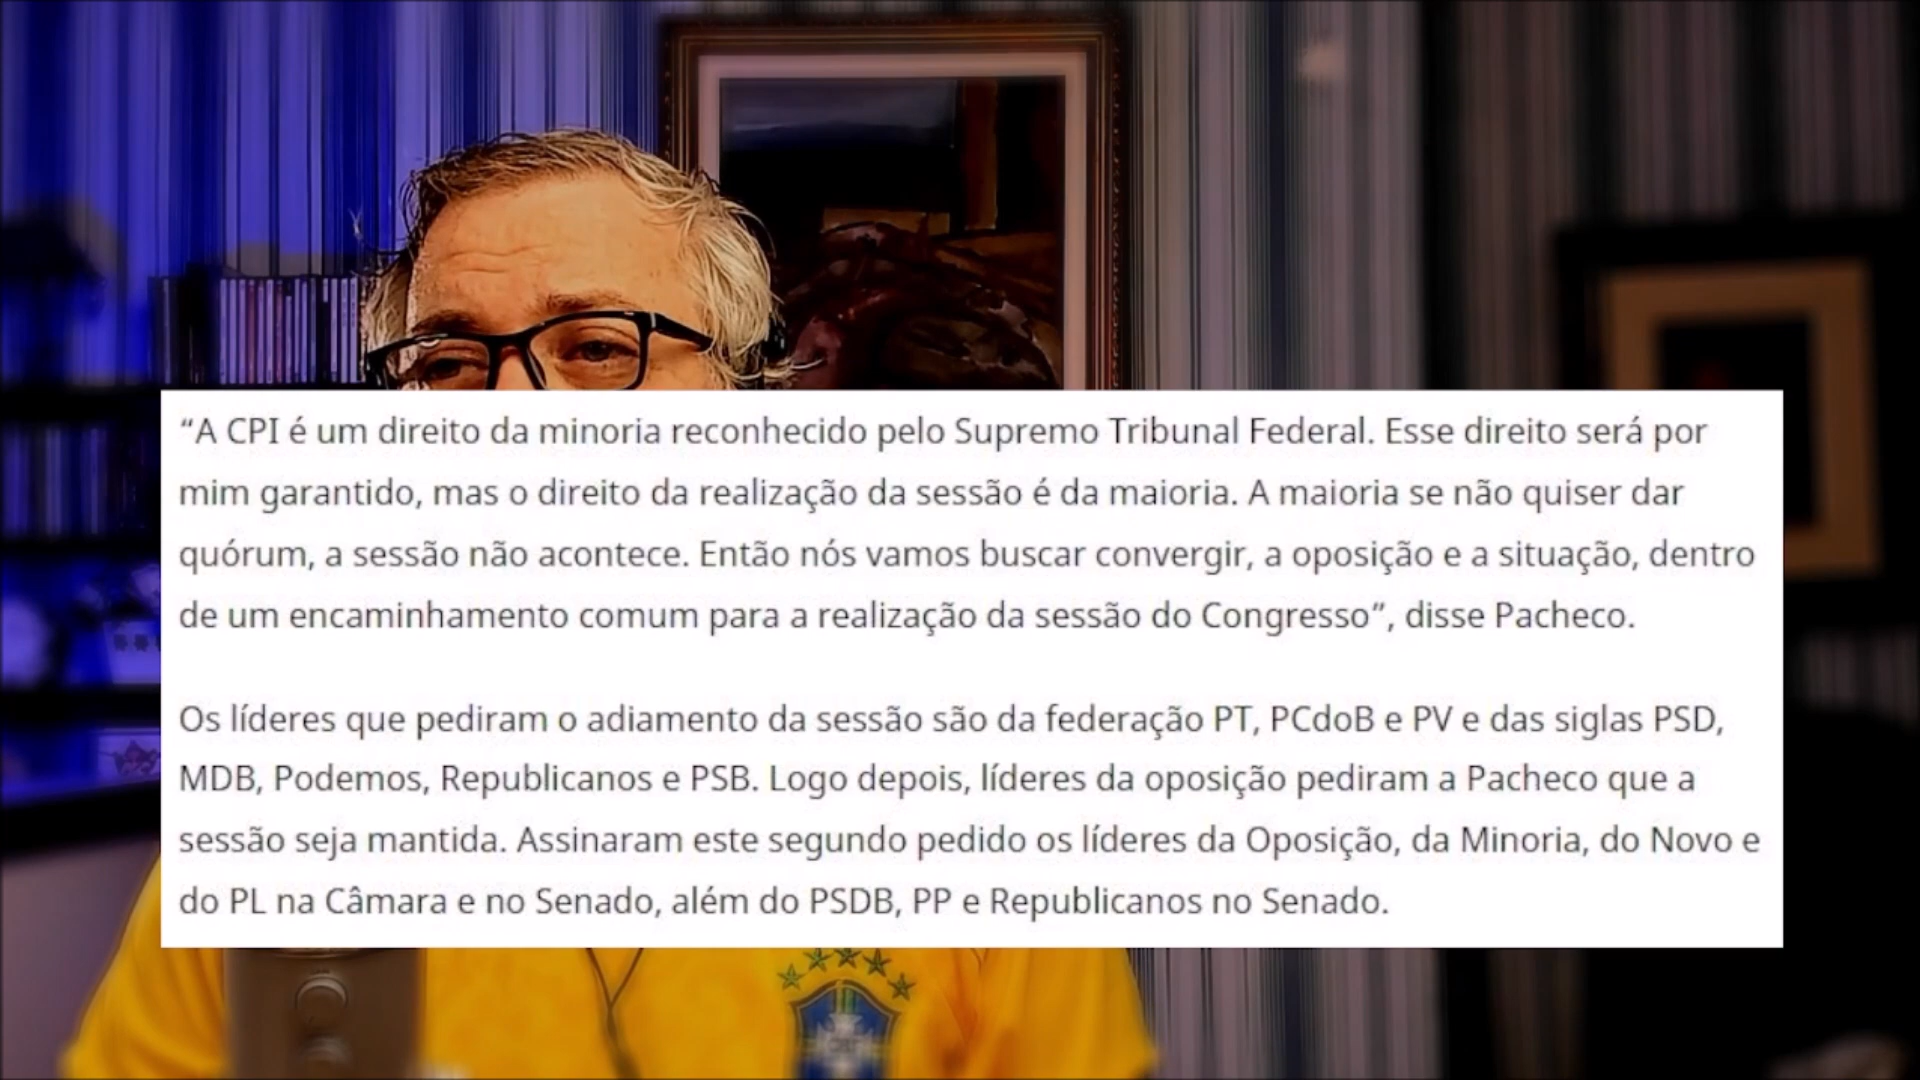 “A CPI é um direito da minoria reconhecido pelo Supremo Tribunal Federal. Esse direito será por
mim garantido, mas o direito da realização da sessão é da maioria. A maioria se não quiser dar
quórum, a sessão não acontece. Então nós vamos buscar convergir, a oposição e a situação, dentro
de um encaminhamento comum para a realização da sessão do Congresso”, disse Pacheco.
Os líderes que pediram o adiamento da sessão são da federação PT, PCdoB e PV e das siglas PSD,
MDB, Podemos, Republicanos e PSB. Logo depois, líderes da oposição pediram a Pacheco que a
sessão seja mantida. Assinaram este segundo pedido os líderes da Oposição, da Minoria, do Novo e
do PL na Câmara e no Senado, além do PSDB, PP e Republicanos no Senado.